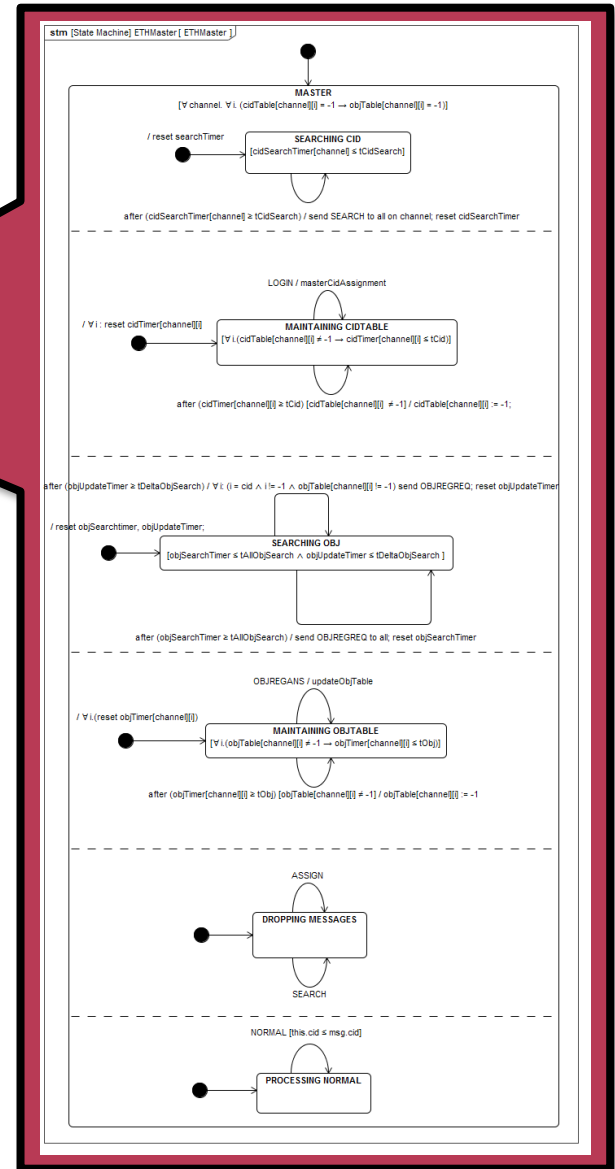 stm [State Machine] ETHMaster [ ETHMaster ]
MASTER
[∀ channel. ∀ i. (cidTable[channel][i] = -1 → objTable[channel][i] = -1)]
/ reset searchTimer
SEARCHING CID
[cidSearchTimer[channel] ≤ tCidSearch]
after (cidSearchTimer[channel] ≥ tCidSearch) / send SEARCH to all on channel; reset cidSearchTimer
LOGIN / masterCidAssignment
/ ∀ i : reset cidTimer[channel][i]
MAINTAINING CIDTABLE
[∀ i.(cidTable[channel][i] ≠ -1 → cidTimer[channel][i] ≤ tCid)]
after (cidTimer[channel][i] ≥ tCid) [cidTable[channel][i] ≠ -1] / cidTable[channel][i] := -1;
after (objUpdateTimer ≥ tDeltaObjSearch) / ∀ i: (i = cid ∧ i != -1 ∧ objTable[channel][i] != -1) send OBJREGREQ; reset objUpdateTimer
/ reset objSearchtimer, objUpdateTimer;
SEARCHING OBJ
[objSearchTimer ≤ tAllObjSearch ∧ objUpdateTimer ≤ tDeltaObjSearch ]
after (objSearchTimer ≥ tAllObjSearch) / send OBJREGREQ to all; reset objSearchTimer
OBJREGANS / updateObjTable
/ ∀ i.(reset objTimer[channel][i])
MAINTAINING OBJTABLE
[∀ i.(objTable[channel][i] ≠ -1 → objTimer[channel][i] ≤ tObj)]
after (objTimer[channel][i] ≥ tObj) [objTable[channel][i] ≠ -1] / objTable[channel][i] := -1
ASSIGN
DROPPING MESSAGES
SEARCH
NORMAL [this.cid ≤ msg.cid]
PROCESSING NORMAL